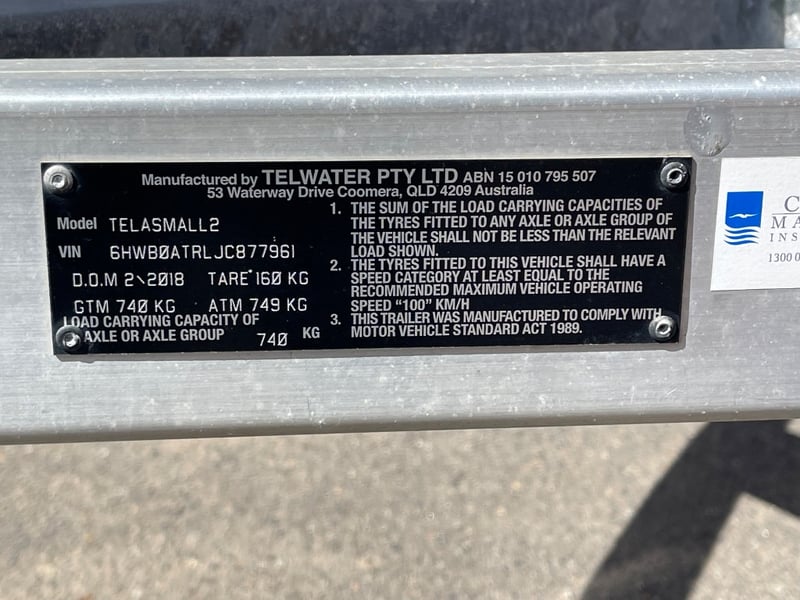 Manufactured by TELWATER PTY LTD ABN 15 010 795 507
53 Waterway Drive Coomera, QLD 4209 Australia
Model TELASMALL2
VIN 6HWB0ATRLJC877961
D.O.M 2\2018 TARE*160 KG
GTM 740 KG ATM 749 KG
LOAD CARRYING CAPACITY OF
AXLE OR AXLE GROUP 740 KG
1. THE SUM OF THE LOAD CARRYING CAPACITIES OF
THE TYRES FITTED TO ANY AXLE OR AXLE GROUP OF
THE VEHICLE SHALL NOT BE LESS THAN THE RELEVANT
LOAD SHOWN.
2. THE TYRES FITTED TO THIS VEHICLE SHALL HAVE A
SPEED CATEGORY AT LEAST EQUAL TO THE
RECOMMENDED MAXIMUM VEHICLE OPERATING
SPEED "100" KM/H
3. THIS TRAILER WAS MANUFACTURED TO COMPLY WITH
MOTOR VEHICLE STANDARD ACT 1989.
1300 0